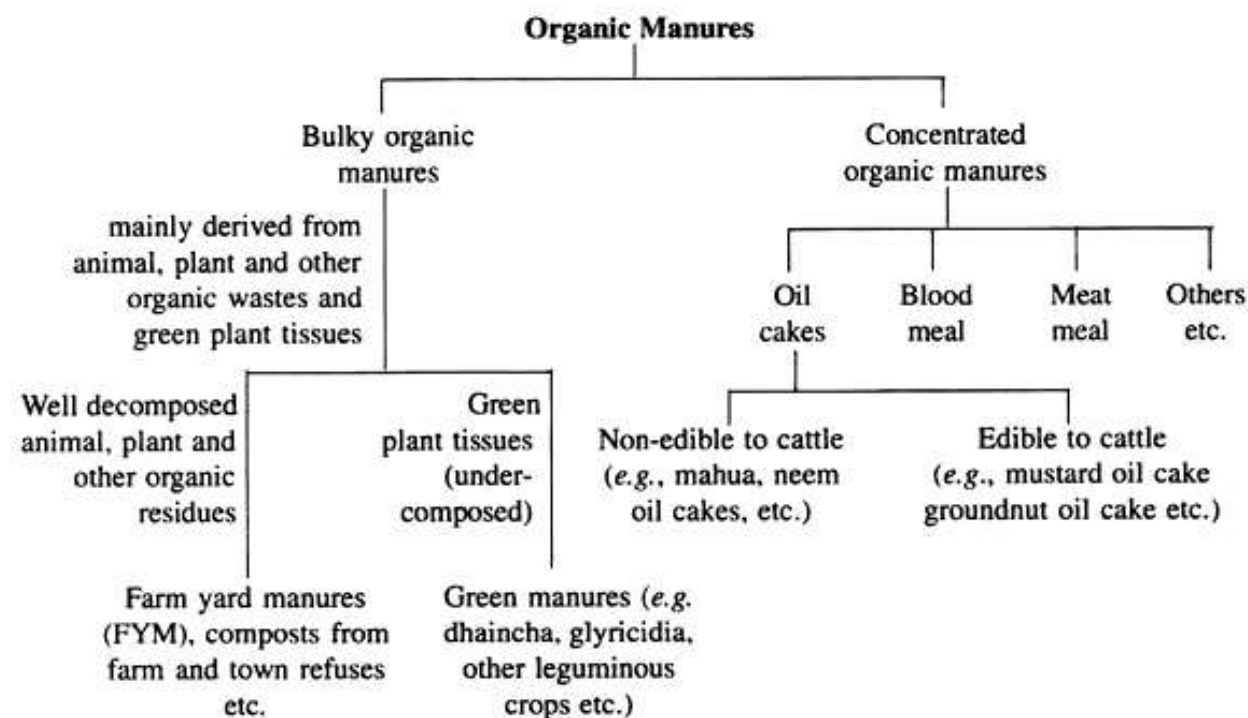 Organic Manures
Bulky organic
manures
mainly derived from
animal, plant and other
organic wastes and
green plant tissues
Well decomposed
animal, plant and
other organic
residues
Farm yard manures
(FYM), composts from
farm and town refuses
etc.
Green
plant tissues
(under-
composed)
Green manures (e.g.
dhaincha, glyricidia,
other leguminous
crops etc.)
Concentrated
organic manures
Oil
cakes
Blood
meal
Meat
meal
Others
etc.
Non-edible to cattle
(e.g., mahua, neem
oil cakes, etc.)
Edible to cattle
(e.g., mustard oil cake
groundnut oil cake etc.)